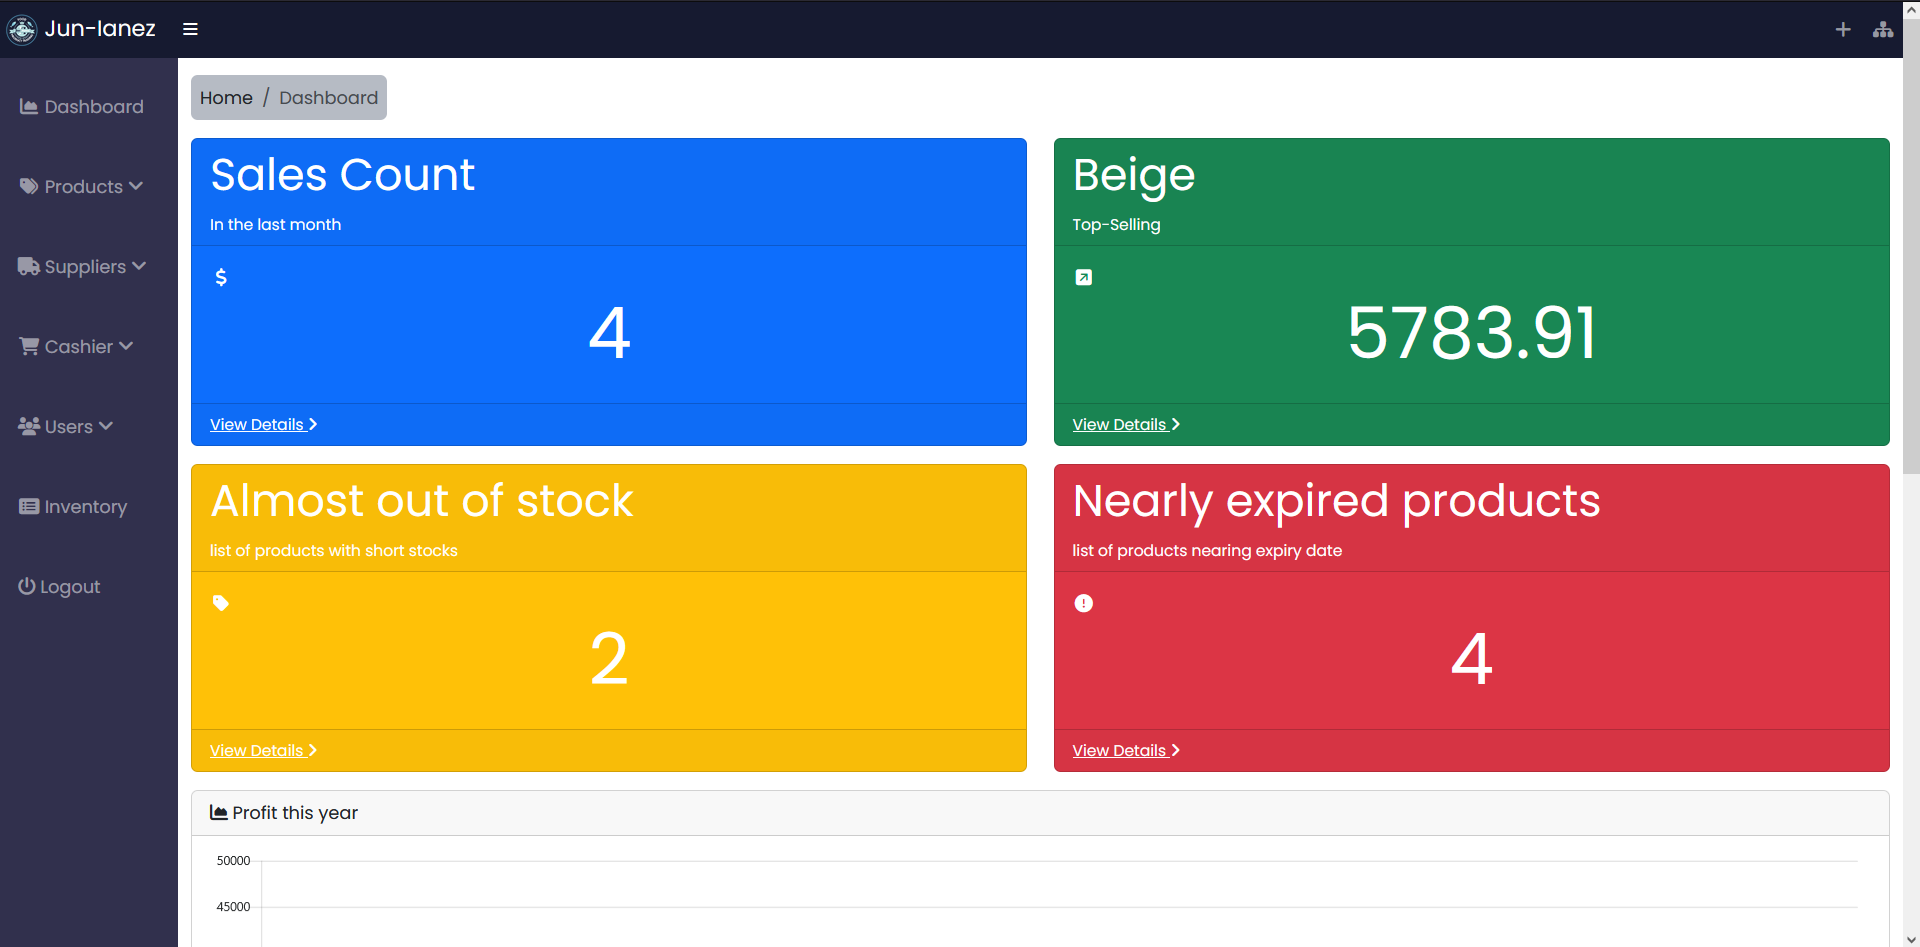 Jun-Ianez
Dashboard
Products
Suppliers
Cashier
Users
Inventory
Logout
Home / Dashboard
Sales Count
In the last month
$
4
View Details
Beige
Top-Selling
5783.91
View Details
Almost out of stock
list of products with short stocks
2
View Details
Nearly expired products
list of products nearing expiry date
4
View Details
Profit this year
50000
45000